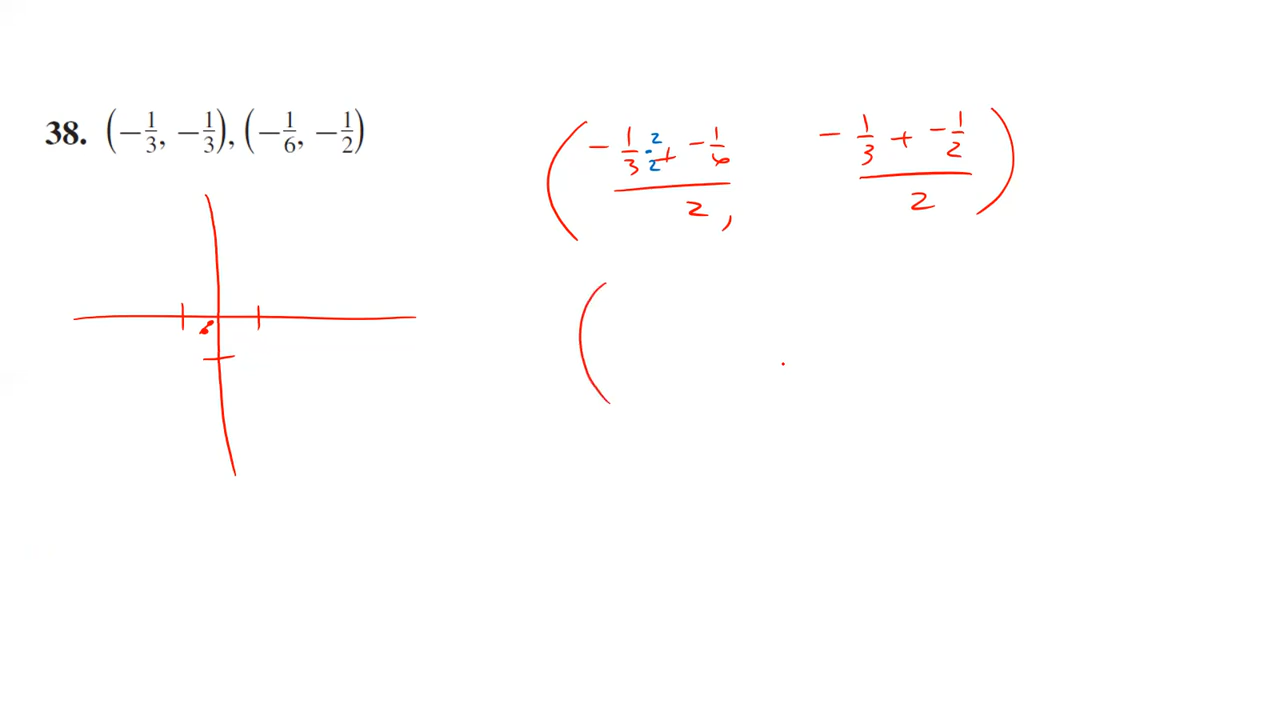 38. (−1/3, −1/3), (−1/6, −1/2)
( (−1/3 · 2/2 + −1/6)/2 , (−1/3 + −1/2)/2 )
(